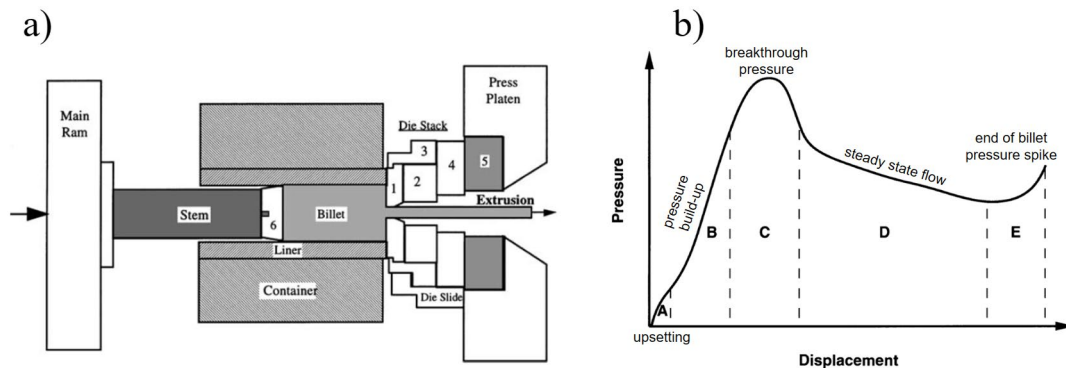 a)
Main
Ram
Stem
6
Billet
Liner
Container
Die Stack
1
2
3
4
5
Press
Platen
Extrusion
Die Slide
b)
breakthrough
pressure
pressure
build-up
steady state flow
end of billet
pressure spike
Pressure
A
B
C
D
E
upsetting
Displacement